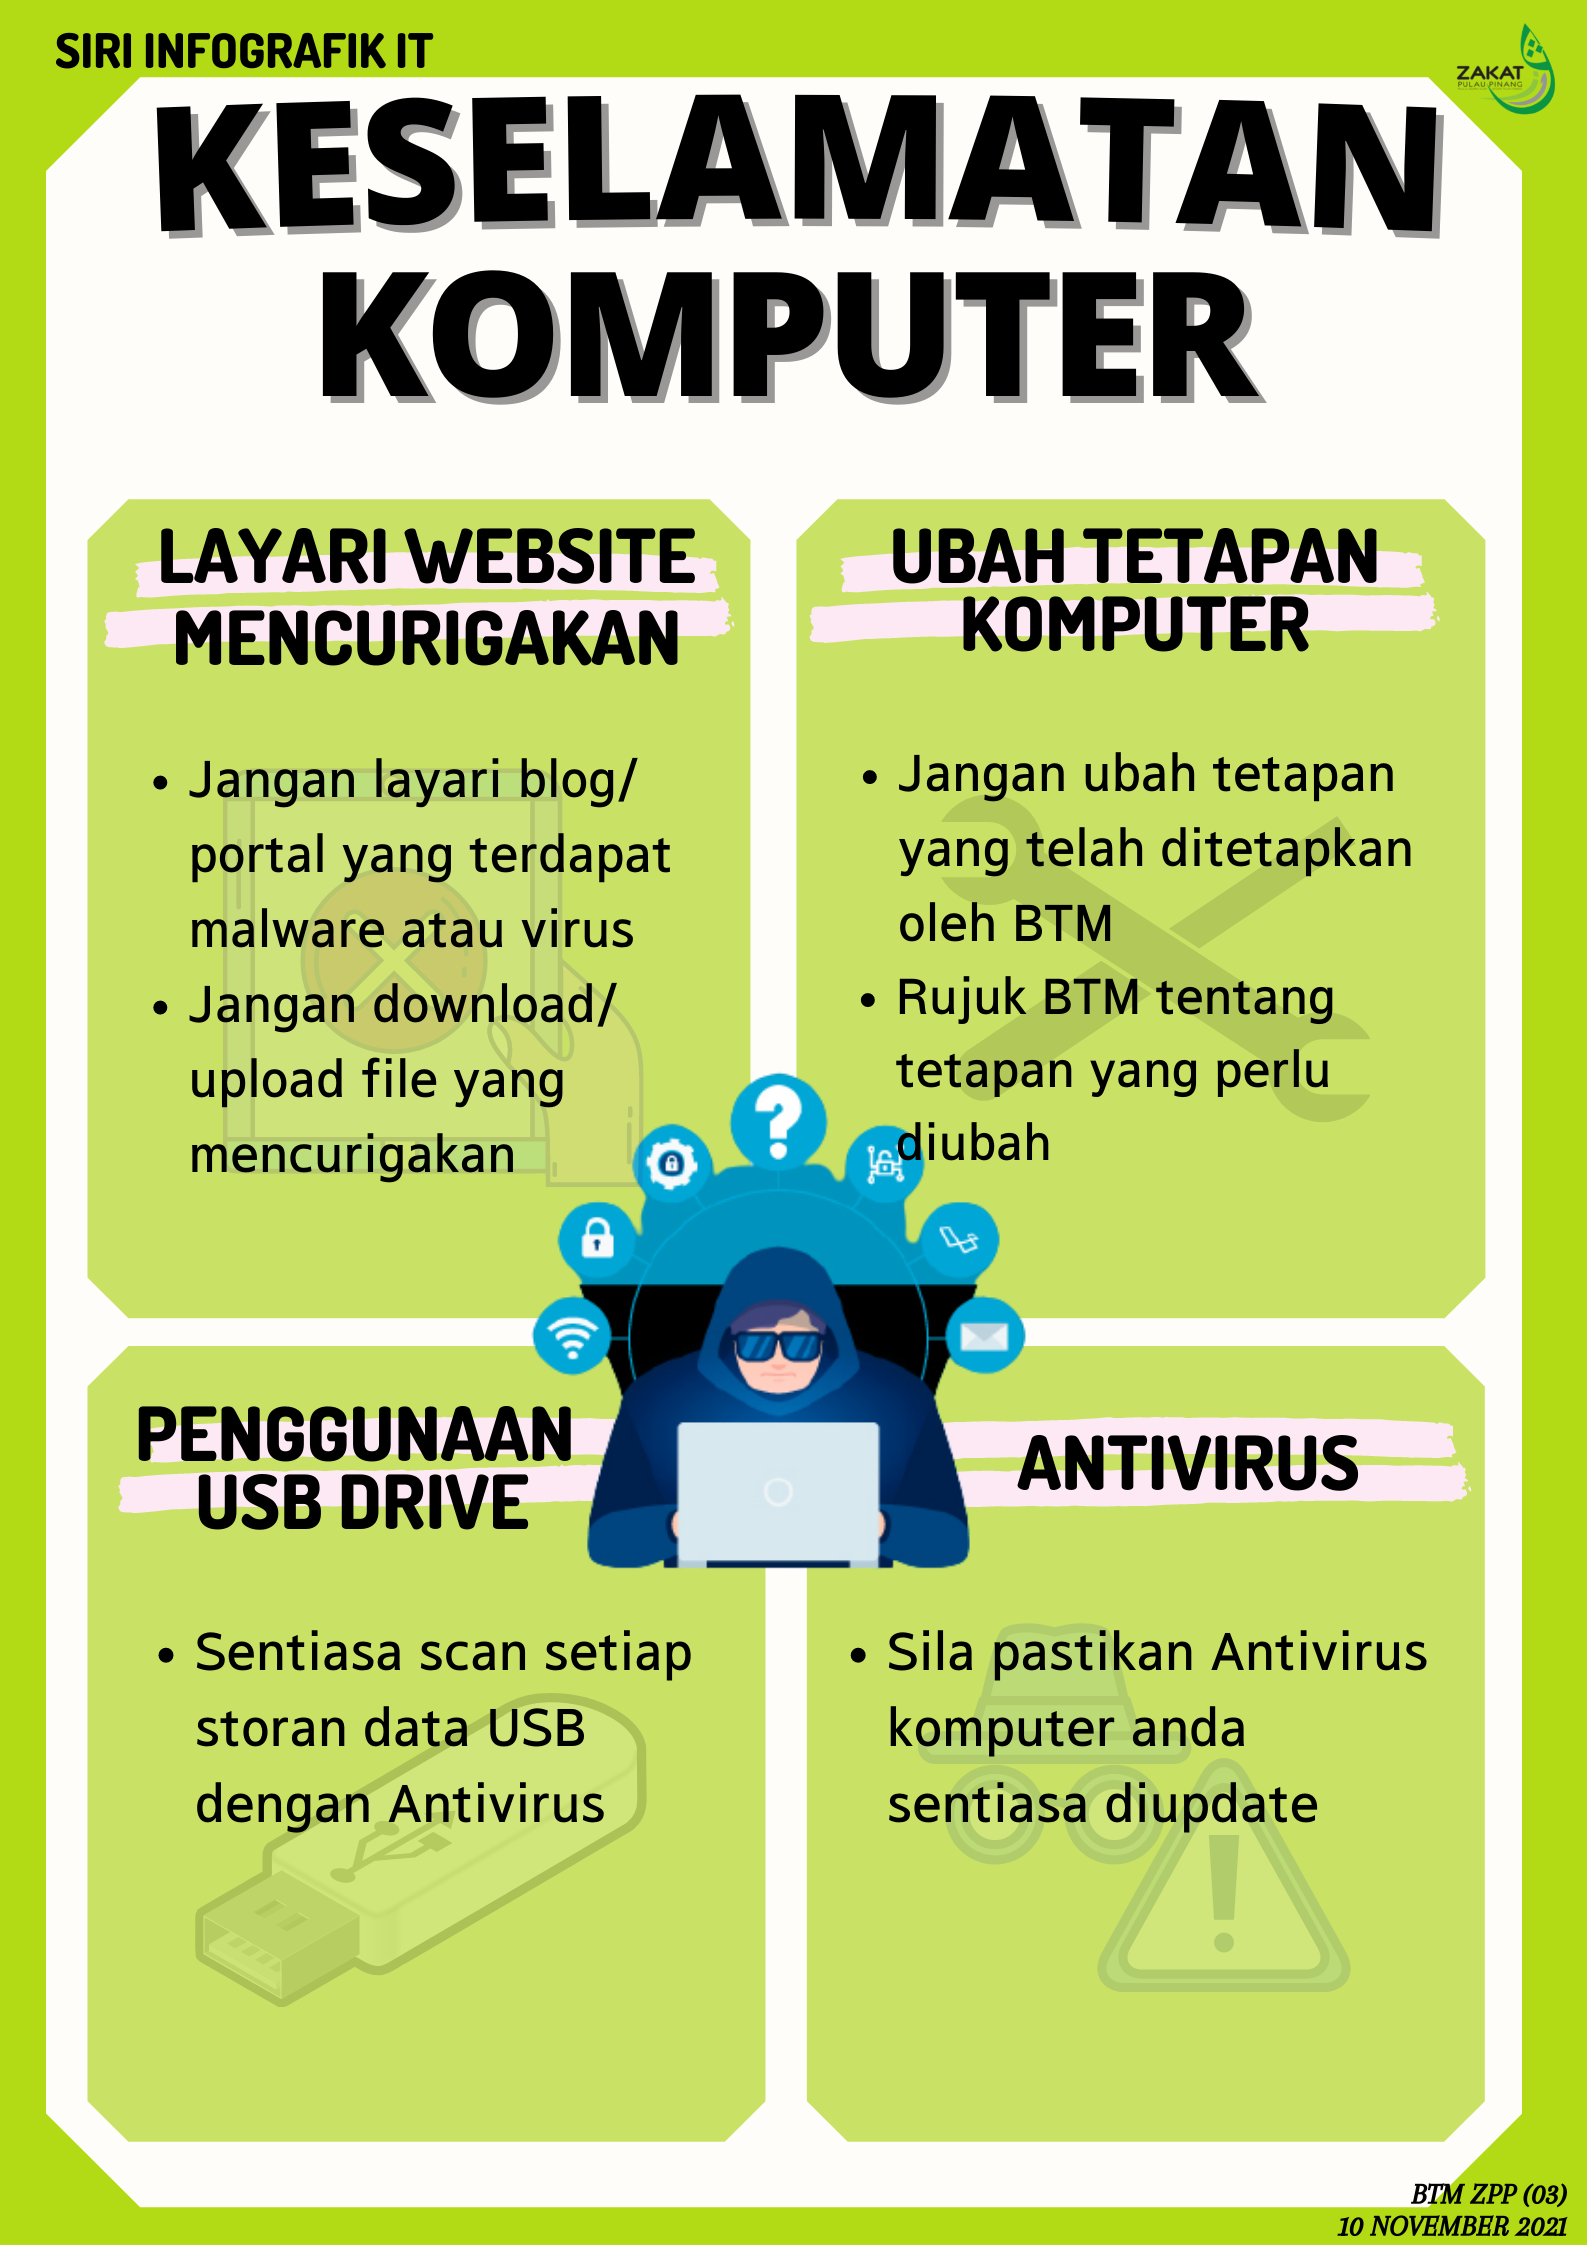 SIRI INFOGRAFIK IT
ZAKAT
PULAU PINANG
KESELAMATAN
KOMPUTER
LAYARI WEBSITE
MENCURIGAKAN
• Jangan layari blog/
portal yang terdapat
malware atau virus
• Jangan download/
upload file yang
mencurigakan
UBAH TETAPAN
KOMPUTER
• Jangan ubah tetapan
yang telah ditetapkan
oleh BTM
• Rujuk BTM tentang
tetapan yang perlu
diubah
PENGGUNAAN
USB DRIVE
• Sentiasa scan setiap
storan data USB
dengan Antivirus
ANTIVIRUS
• Sila pastikan Antivirus
komputer anda
sentiasa diupdate
BTM ZPP (03)
10 NOVEMBER 2021